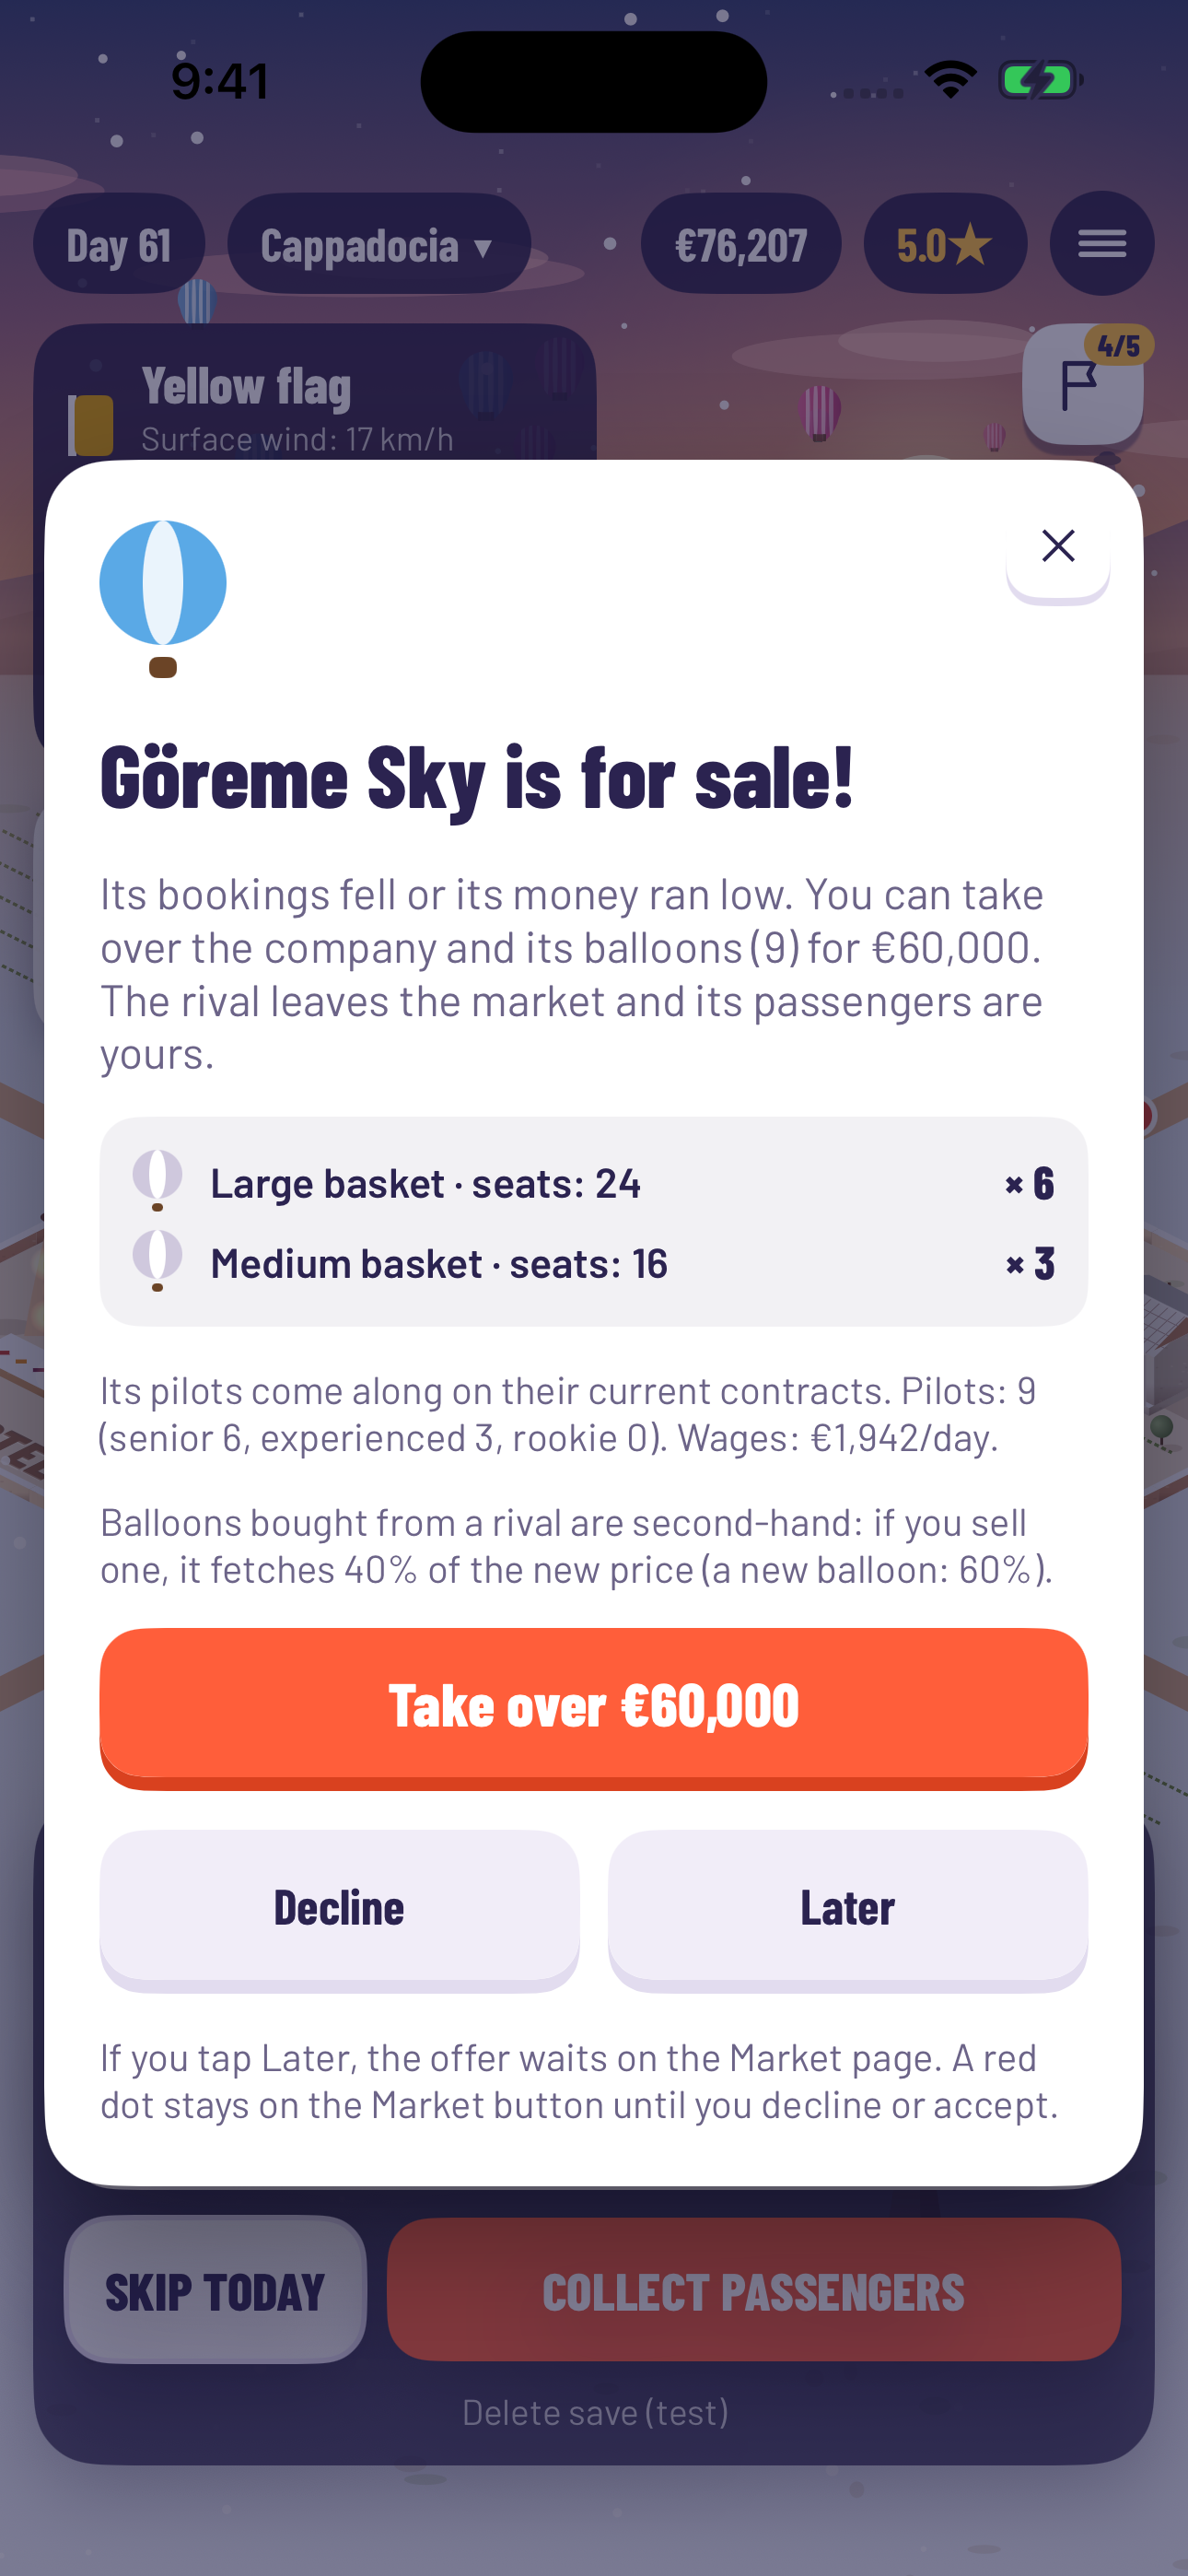 9:41
Day 61
Cappadocia ▾
€76,207
5.0★
4/5
Yellow flag
Surface wind: 17 km/h
Göreme Sky is for sale!
Its bookings fell or its money ran low. You can take
over the company and its balloons (9) for €60,000.
The rival leaves the market and its passengers are
yours.
Large basket · seats: 24 × 6
Medium basket · seats: 16 × 3
Its pilots come along on their current contracts. Pilots: 9
(senior 6, experienced 3, rookie 0). Wages: €1,942/day.
Balloons bought from a rival are second-hand: if you sell
one, it fetches 40% of the new price (a new balloon: 60%).
Take over €60,000
Decline
Later
If you tap Later, the offer waits on the Market page. A red
dot stays on the Market button until you decline or accept.
SKIP TODAY
COLLECT PASSENGERS
Delete save (test)